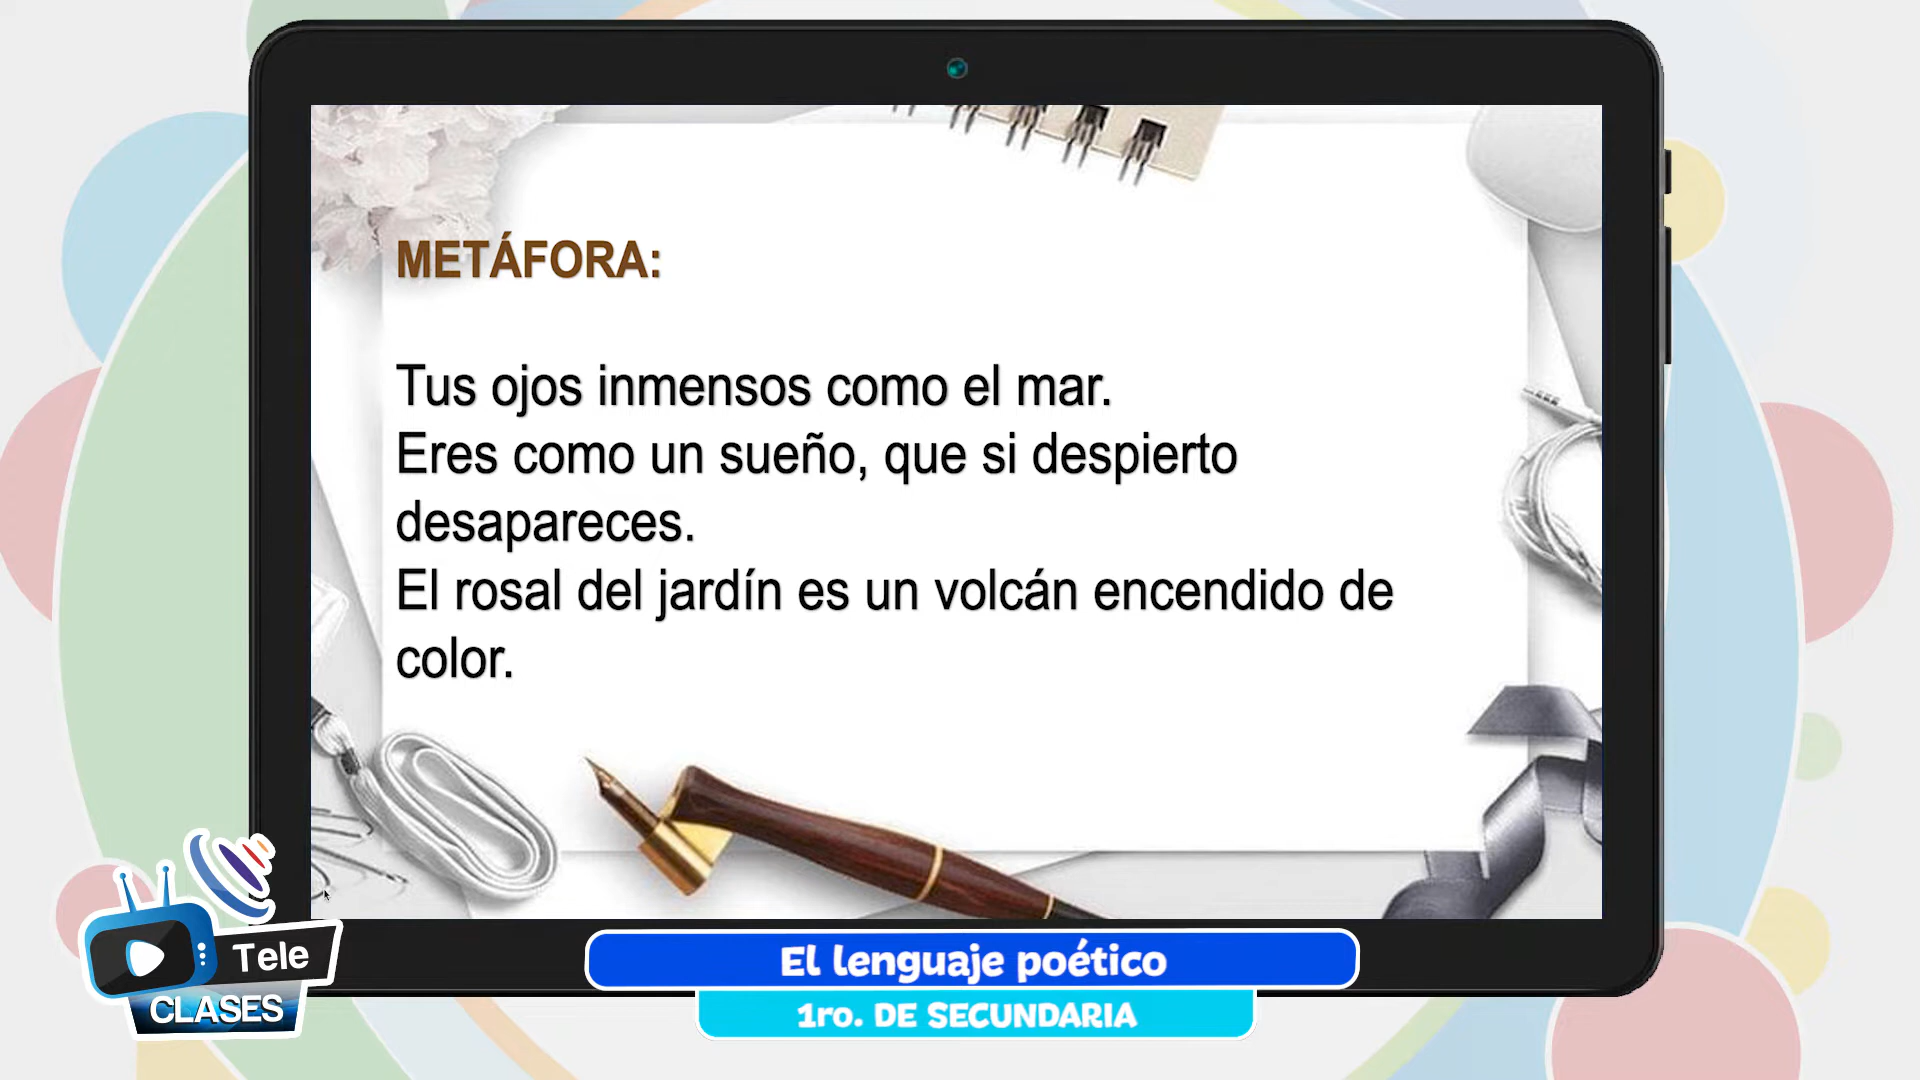 METÁFORA:
Tus ojos inmensos como el mar.
Eres como un sueño, que si despierto
desapareces.
El rosal del jardín es un volcán encendido de
color.
Tele
CLASES
El lenguaje poético
1ro. DE SECUNDARIA